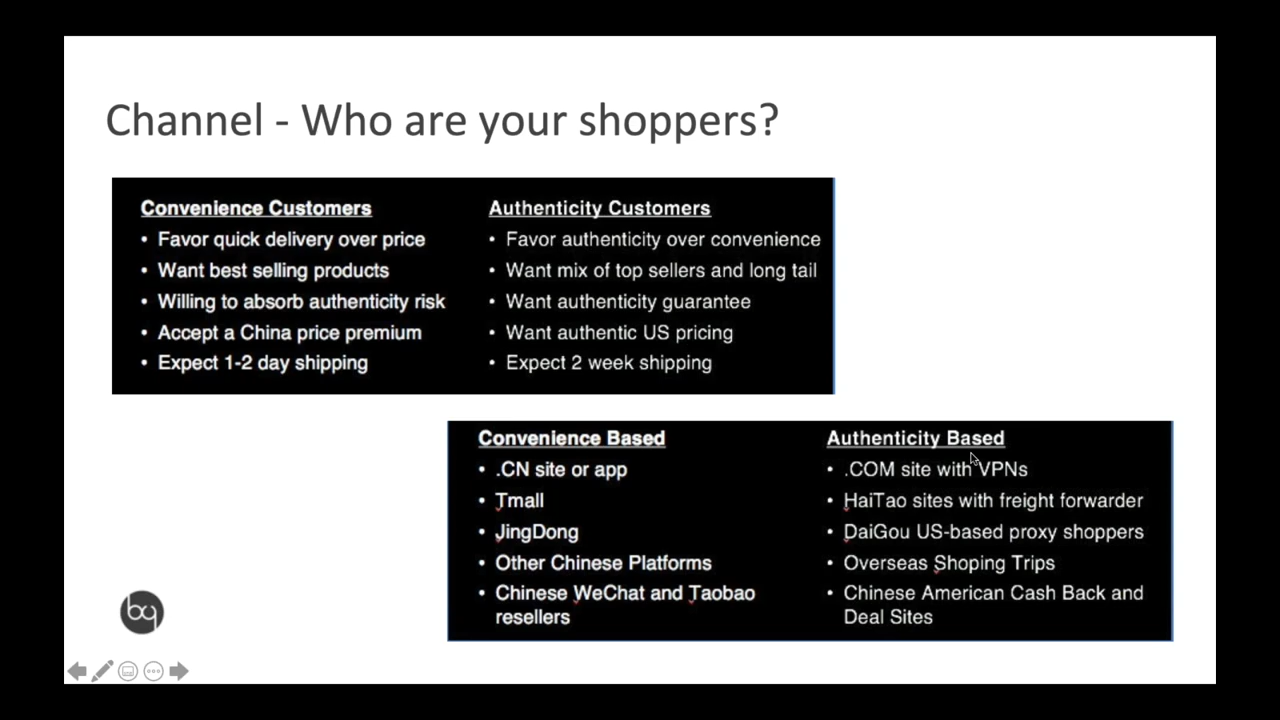 Channel - Who are your shoppers?
Convenience Customers
• Favor quick delivery over price
• Want best selling products
• Willing to absorb authenticity risk
• Accept a China price premium
• Expect 1-2 day shipping
Authenticity Customers
• Favor authenticity over convenience
• Want mix of top sellers and long tail
• Want authenticity guarantee
• Want authentic US pricing
• Expect 2 week shipping
Convenience Based
• .CN site or app
• Tmall
• JingDong
• Other Chinese Platforms
• Chinese WeChat and Taobao
resellers
Authenticity Based
• .COM site with VPNs
• HaiTao sites with freight forwarder
• DaiGou US-based proxy shoppers
• Overseas Shoping Trips
• Chinese American Cash Back and
Deal Sites
bq